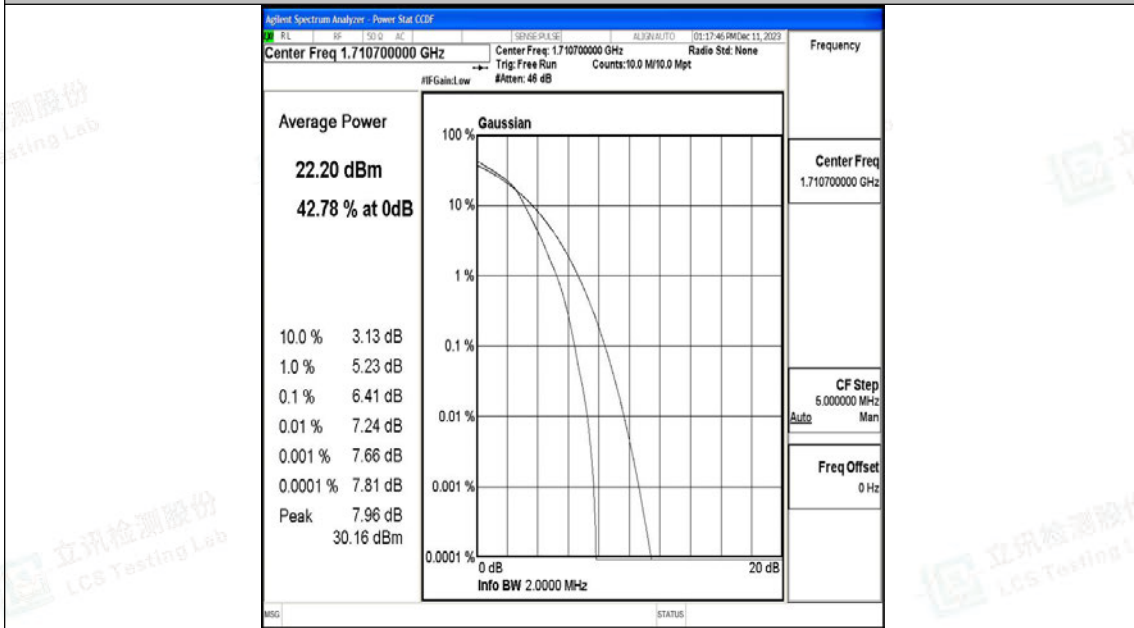 Agilent Spectrum Analyzer - Power Stat CCDF
RL RF 50 Ω AC SENSE:PULSE ALIGNAUTO 01:17:46 PM Dec 11, 2023
Center Freq 1.710700000 GHz
Center Freq: 1.710700000 GHz Radio Std: None
Trig: Free Run Counts:10.0 M/10.0 Mpt
#IFGain:Low #Atten: 46 dB
Frequency
Average Power
22.20 dBm
42.78 % at 0dB
10.0 % 3.13 dB
1.0 % 5.23 dB
0.1 % 6.41 dB
0.01 % 7.24 dB
0.001 % 7.66 dB
0.0001 % 7.81 dB
Peak 7.96 dB
30.16 dBm
Gaussian
100 %
10 %
1 %
0.1 %
0.01 %
0.001 %
0.0001 %
0 dB 20 dB
Info BW 2.0000 MHz
Center Freq
1.710700000 GHz
CF Step
5.000000 MHz
Auto Man
Freq Offset
0 Hz
MSG STATUS
立讯检测股份
LCS Testing Lab
立讯检测股份